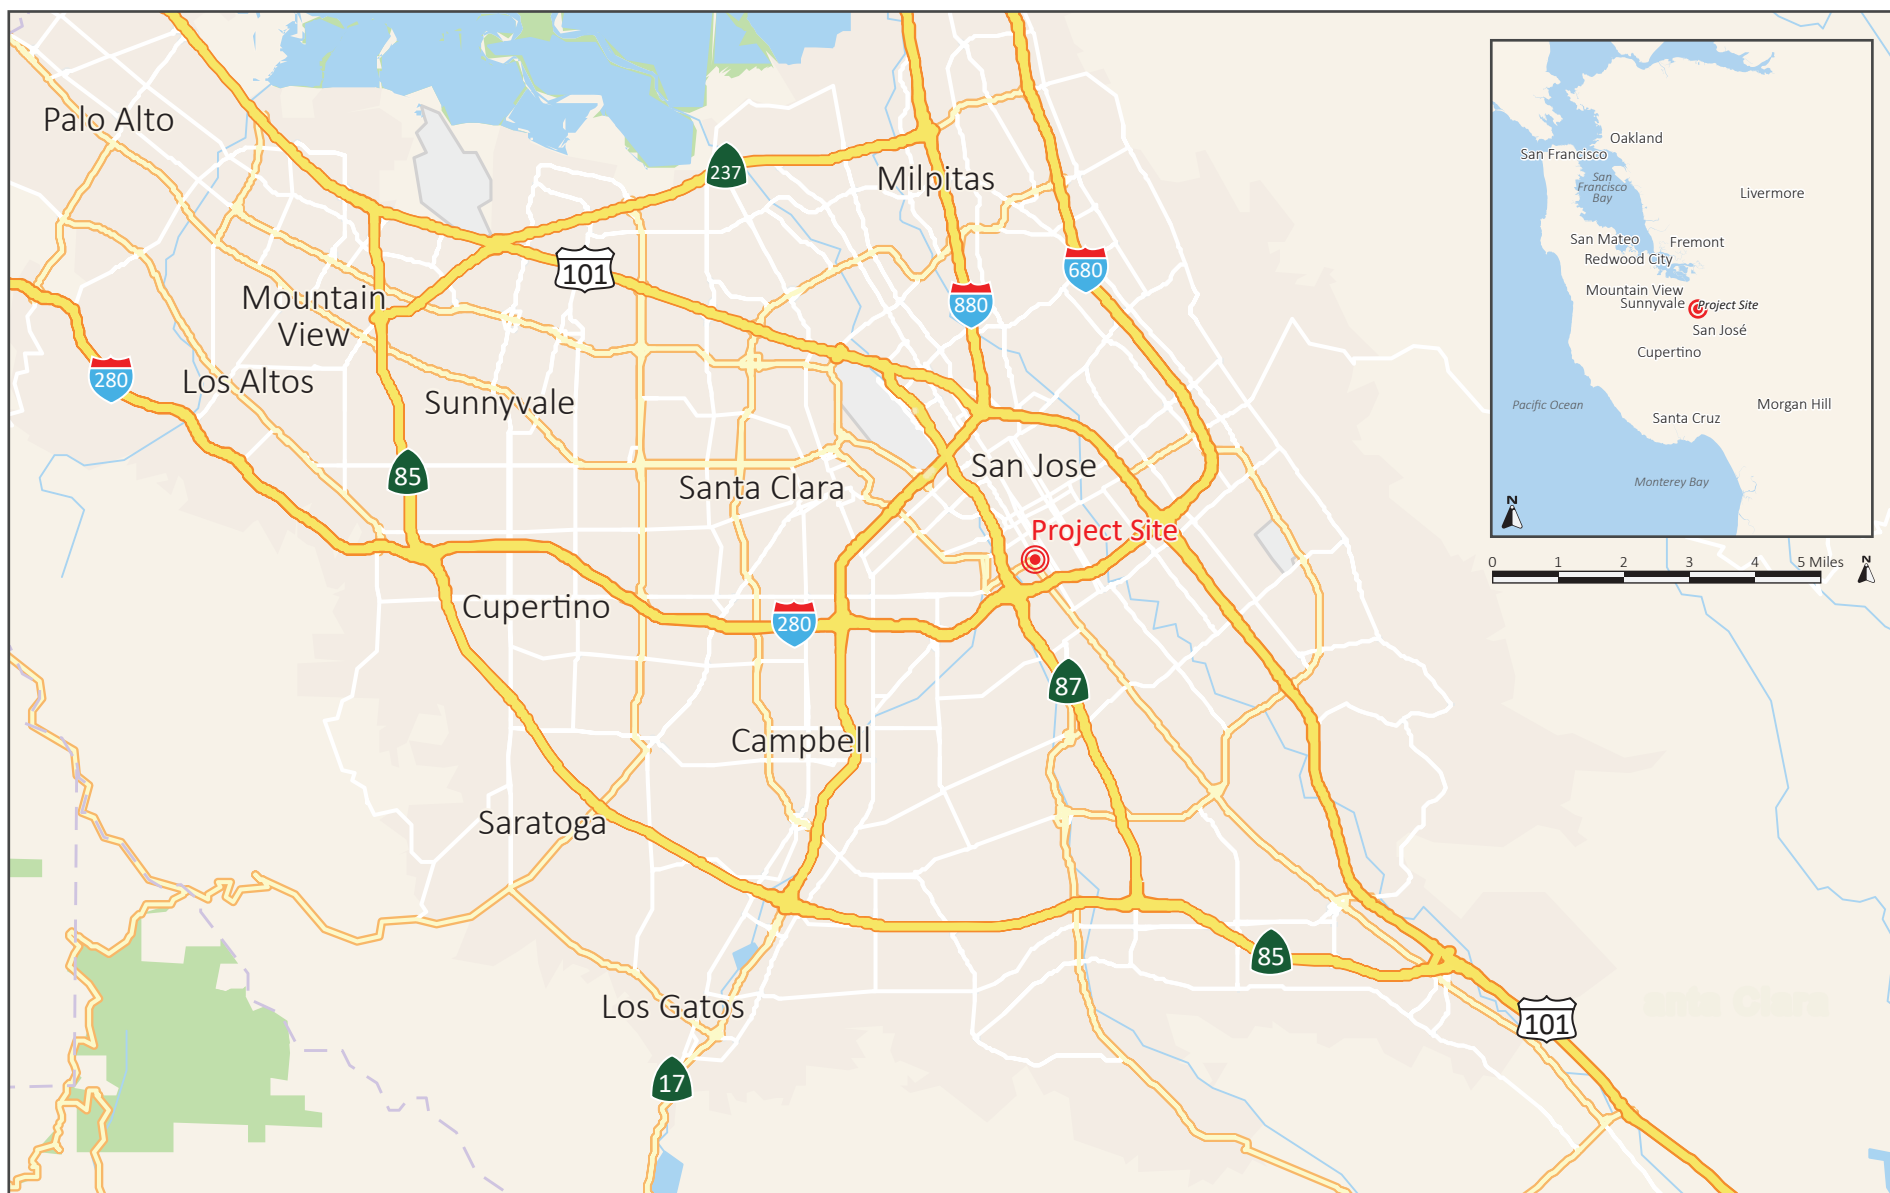 Palo Alto
237
Milpitas
101
680
880
Mountain
View
280
Los Altos
Sunnyvale
85
San Jose
Santa Clara
Project Site
Cupertino
280
87
Campbell
Saratoga
85
Los Gatos
101
17
anta Clara
Oakland
San Francisco
San
Francisco
Bay
Livermore
San Mateo
Fremont
Redwood City
Mountain View
Sunnyvale
Project Site
San José
Cupertino
Pacific Ocean
Morgan Hill
Santa Cruz
Monterey Bay
N
0 1 2 3 4 5 Miles
N